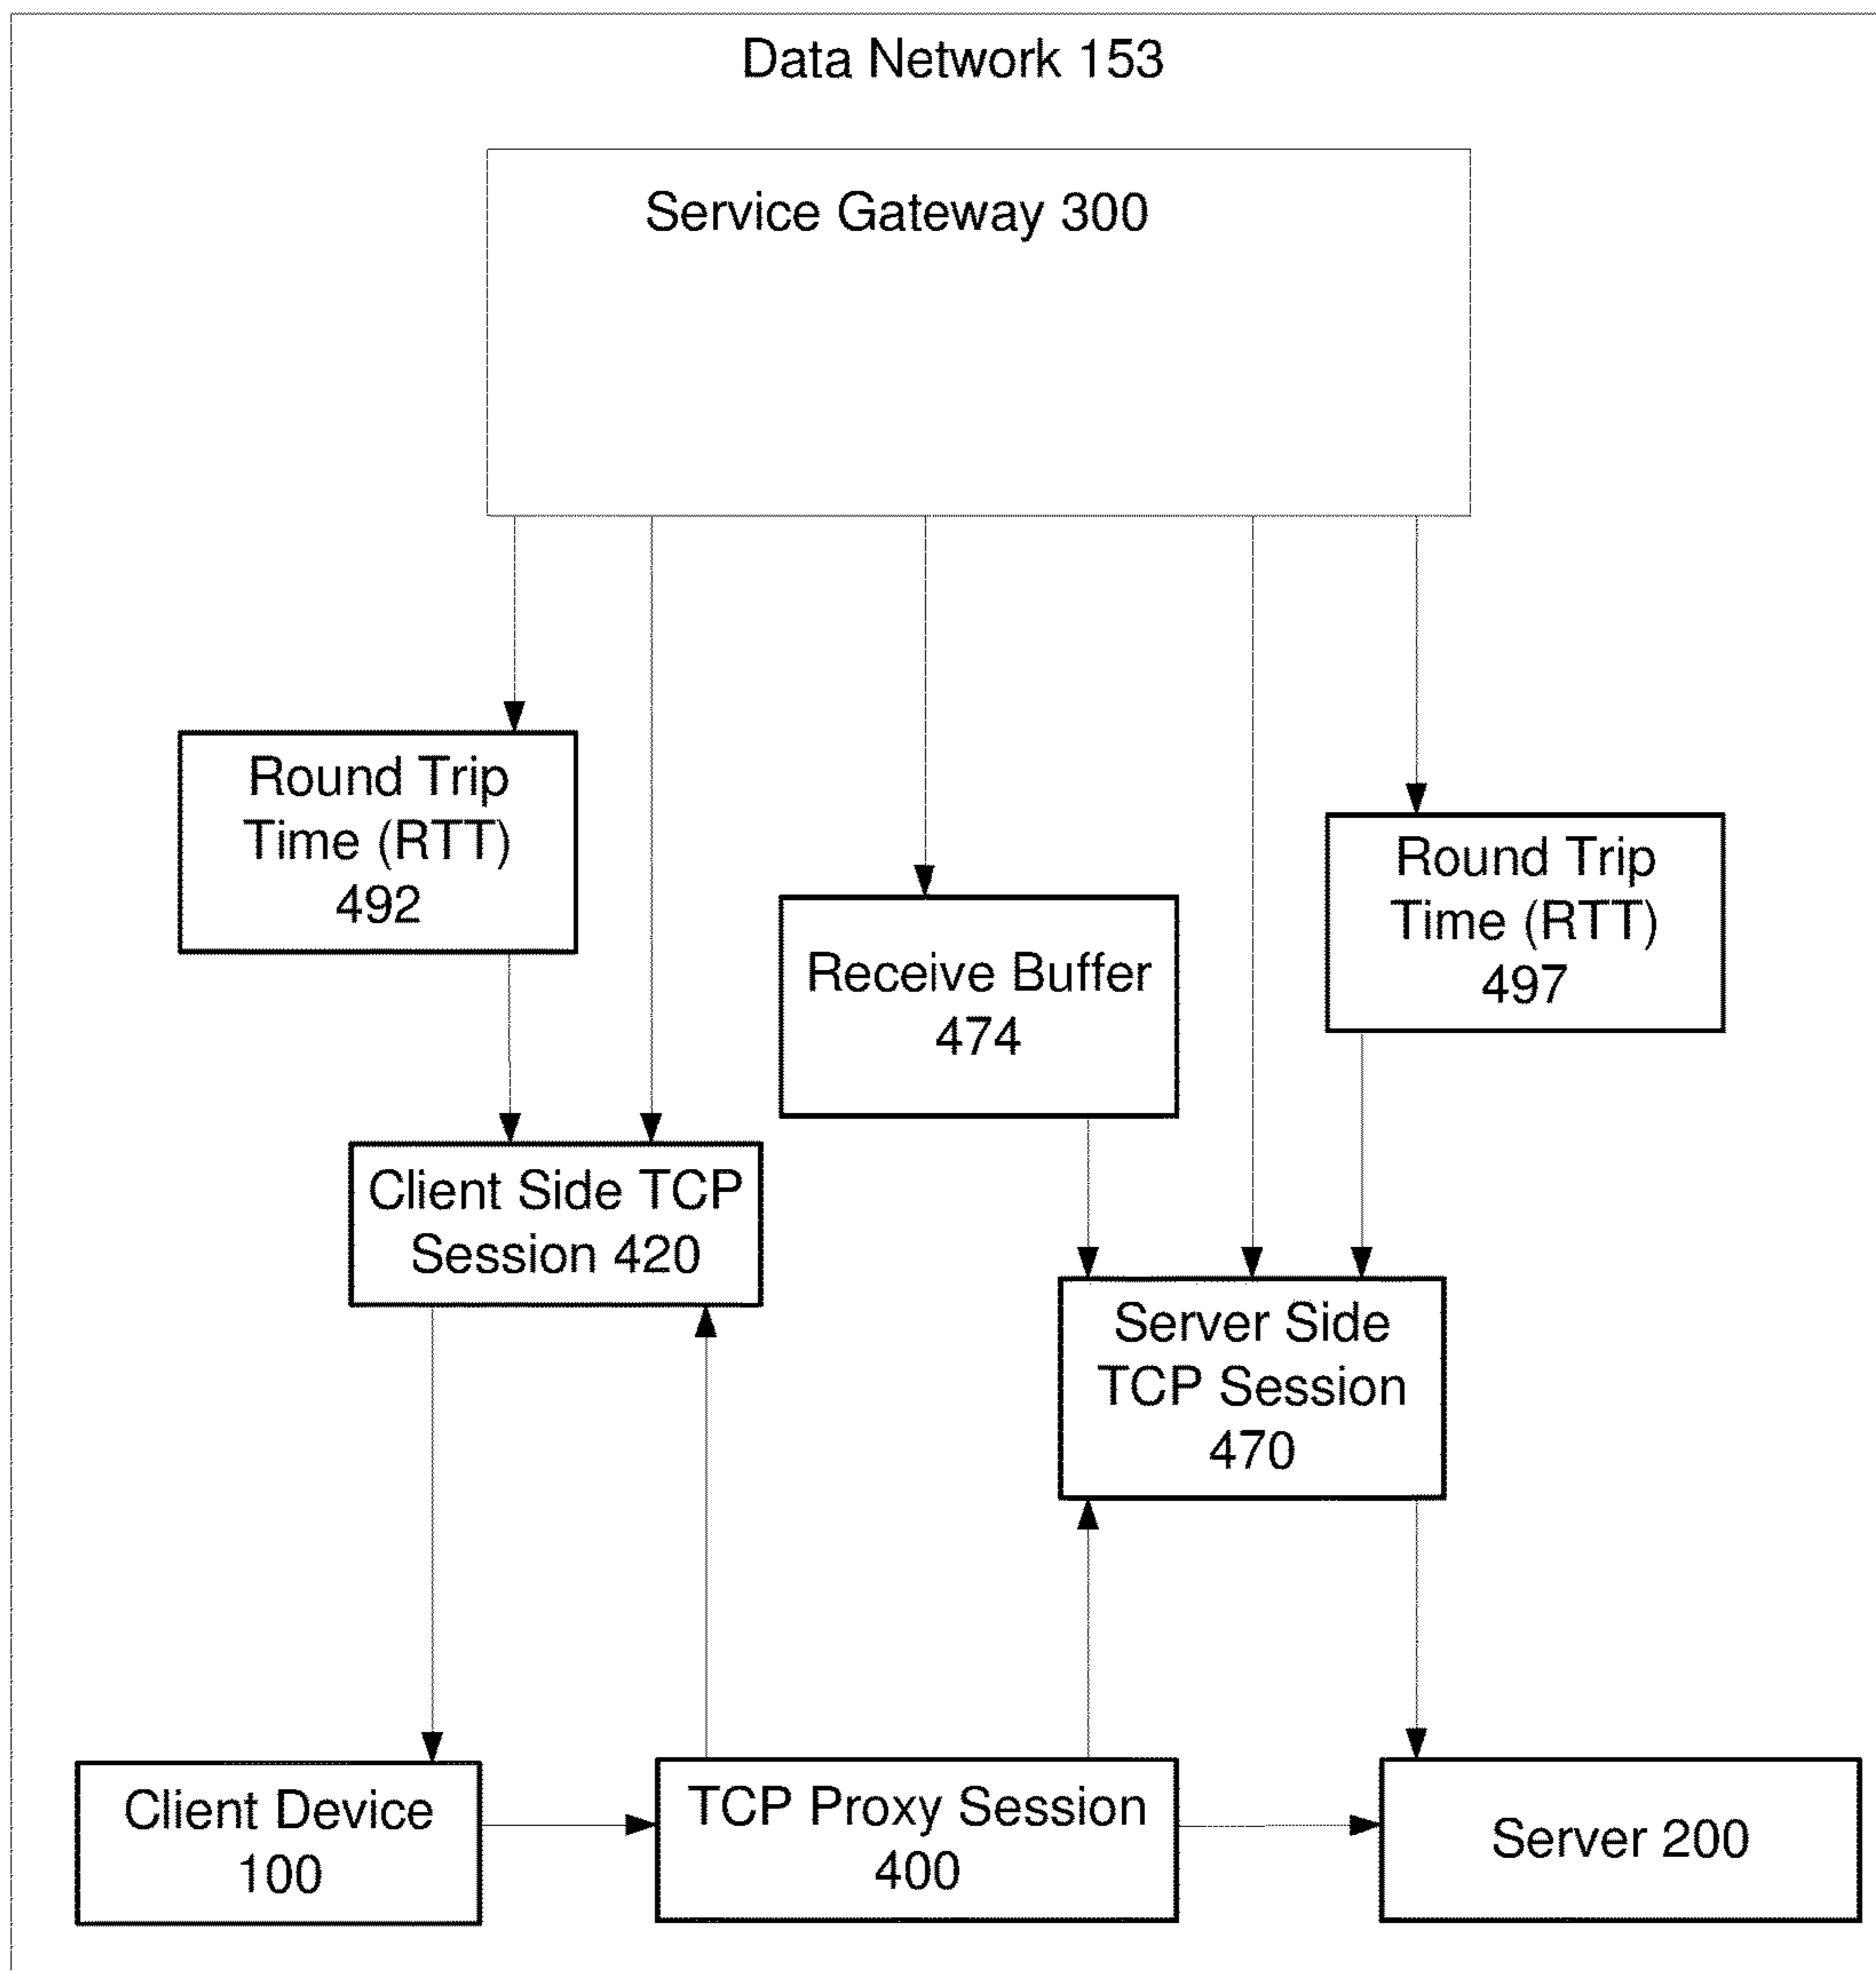 Data Network 153
Service Gateway 300
Round Trip
Time (RTT)
492
Round Trip
Time (RTT)
497
Receive Buffer
474
Client Side TCP
Session 420
Server Side
TCP Session
470
Client Device
100
TCP Proxy Session
400
Server 200